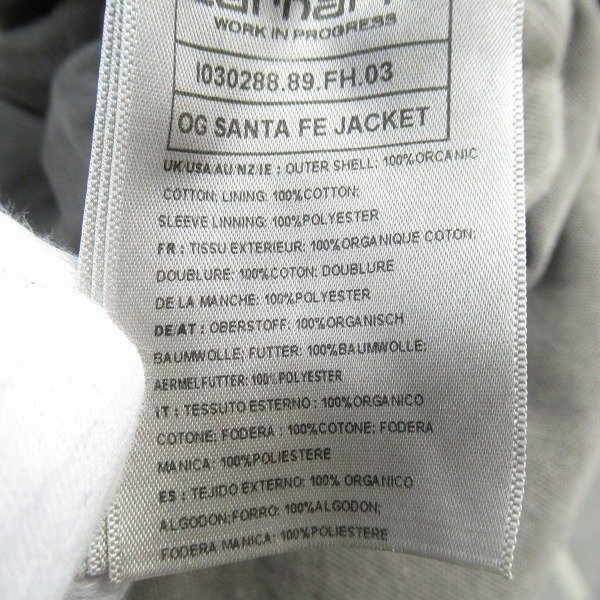 carhartt
WORK IN PROGRESS
I030288.89.FH.03
OG SANTA FE JACKET
UK USA AU NZ IE : OUTER SHELL: 100%ORCANIC
COTTON; LINING: 100%COTTON;
SLEEVE LINNING: 100%POLYESTER
FR : TISSU EXTERIEUR: 100%ORGANIQUE COTON;
DOUBLURE: 100%COTON; DOUBLURE
DE LA MANCHE: 100%POLYESTER
DE AT : OBERSTOFF: 100%ORGANISCH
BAUMWOLLE; FUTTER: 100%BAUMWOLLE;
AERMELFUTTER: 100%POLYESTER
IT : TESSUTO ESTERNO : 100%ORGANICO
COTONE; FODERA : 100%COTONE; FODERA
MANICA: 100%POLIESTERE
ES : TEJIDO EXTERNO: 100% ORGANICO
ALGODON;FORRO: 100%ALGODON;
FODERA MANICA: 100%POLIESTERE